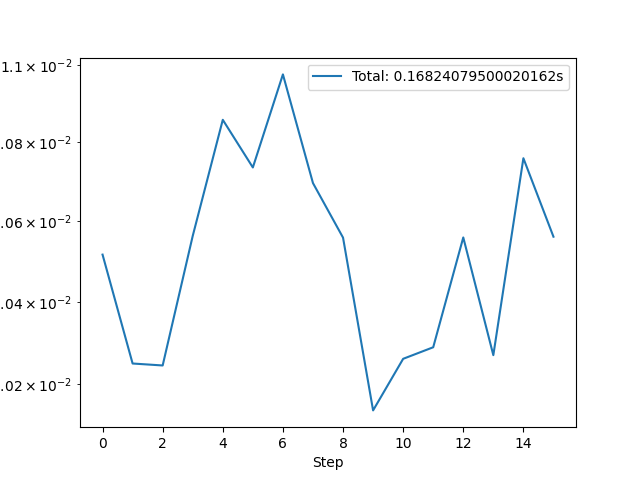 1.1 × 10⁻²
.08 × 10⁻²
.06 × 10⁻²
.04 × 10⁻²
.02 × 10⁻²
Total: 0.16824079500020162s
0 2 4 6 8 10 12 14
Step